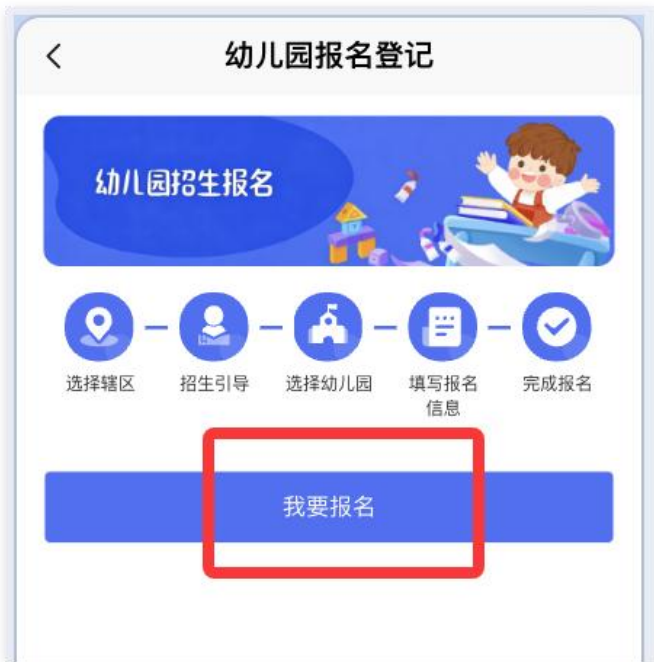 幼儿园报名登记
幼儿园招生报名
选择辖区
招生引导
选择幼儿园
填写报名
信息
完成报名
我要报名